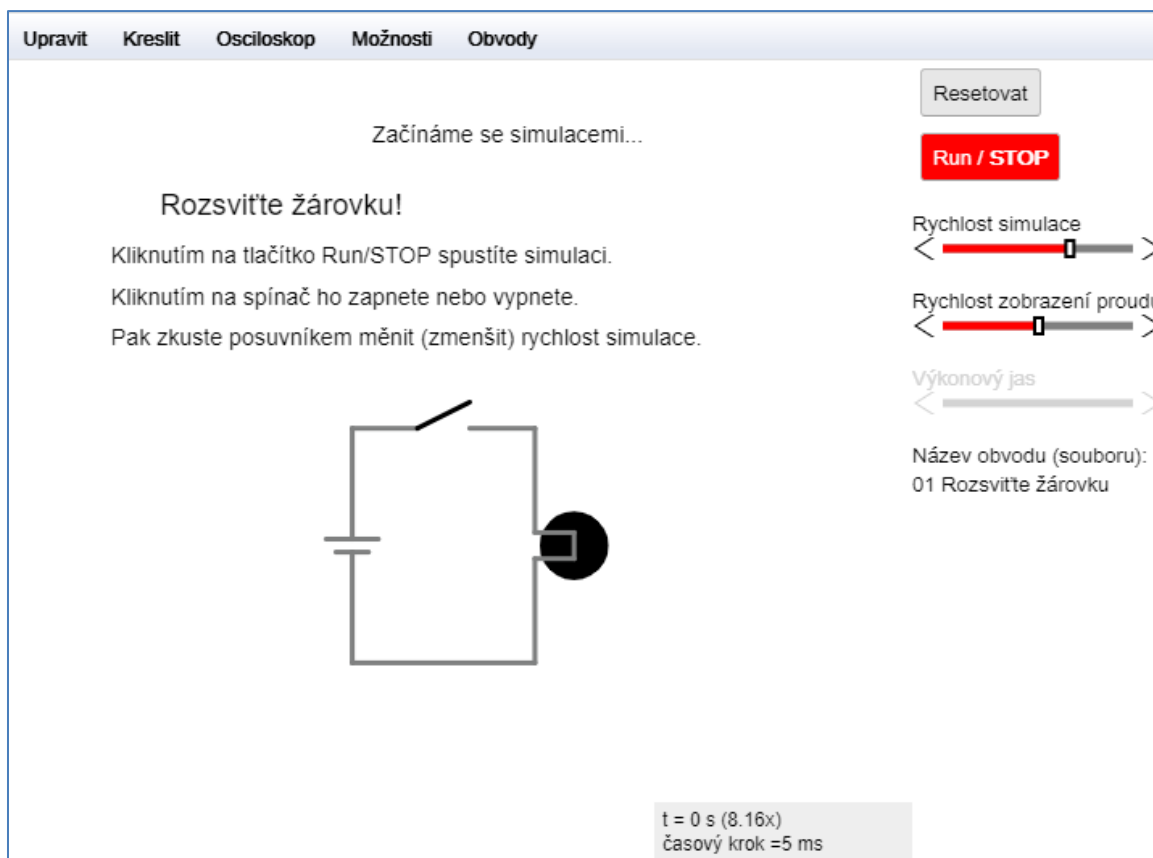 Upravit Kreslit Osciloskop Možnosti Obvody
Resetovat
Začínáme se simulacemi...
Run / STOP
Rozsviťte žárovku!
Rychlost simulace
Kliknutím na tlačítko Run/STOP spustíte simulaci.
Kliknutím na spínač ho zapnete nebo vypnete.
Rychlost zobrazení proudu
Pak zkuste posuvníkem měnit (zmenšit) rychlost simulace.
Výkonový jas
Název obvodu (souboru):
01 Rozsviťte žárovku
t = 0 s (8.16x)
časový krok =5 ms